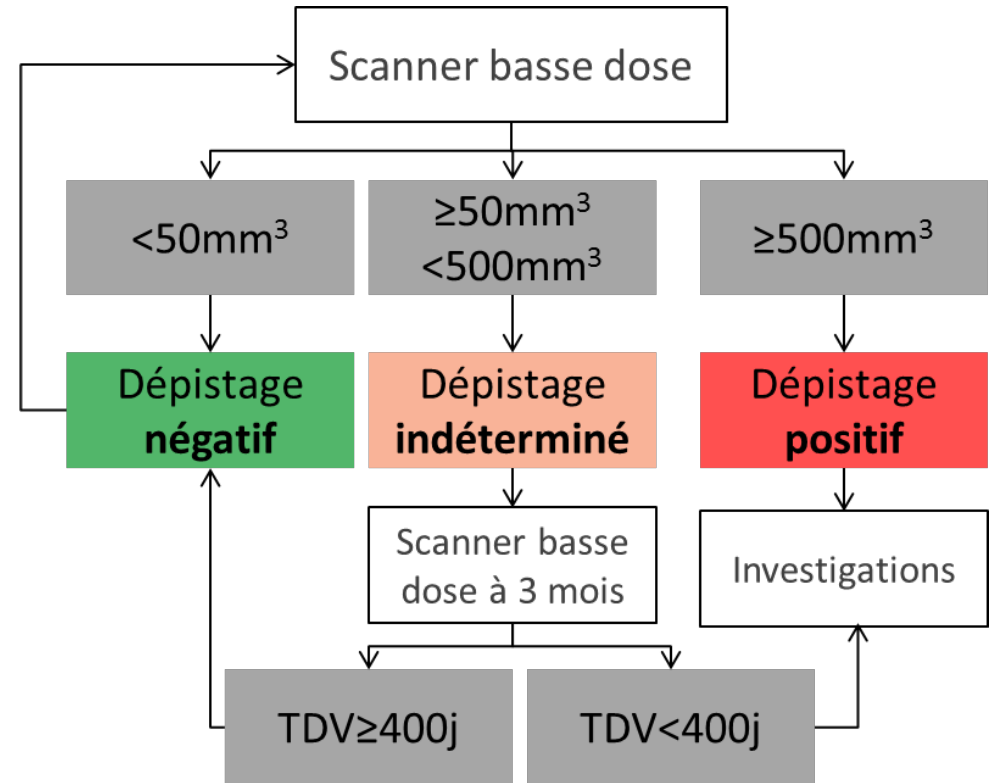 Scanner basse dose
<50mm³
≥50mm³
<500mm³
≥500mm³
Dépistage
négatif
Dépistage
indéterminé
Dépistage
positif
Scanner basse
dose à 3 mois
Investigations
TDV≥400j
TDV<400j